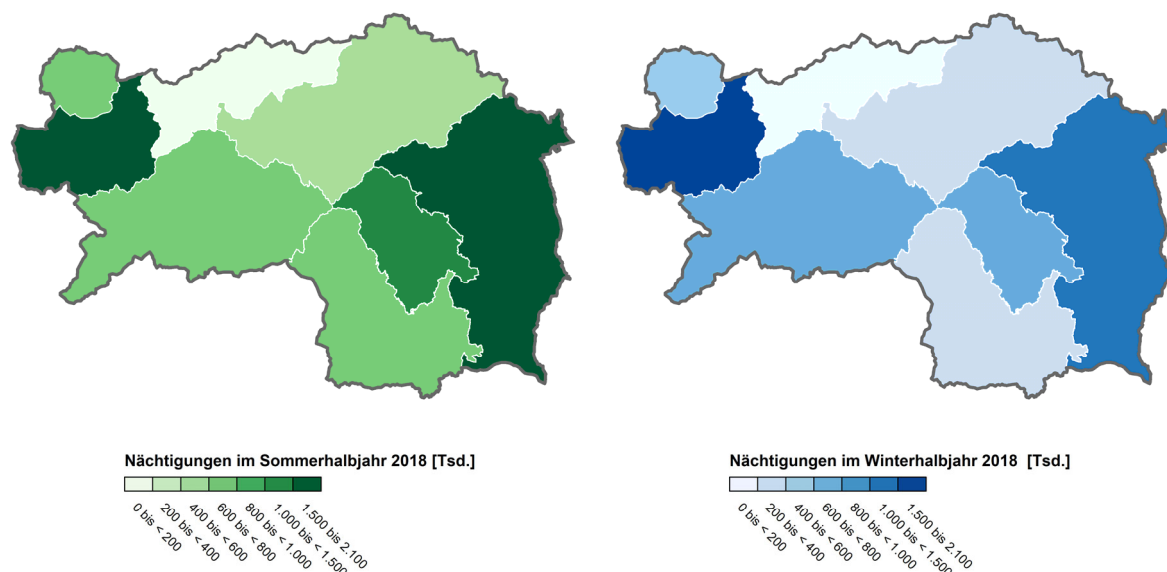 Nächtigungen im Sommerhalbjahr 2018 [Tsd.]
0 bis < 200
200 bis < 400
400 bis < 600
600 bis < 800
800 bis < 1.000
1.000 bis < 1.500
1.500 bis 2.100
Nächtigungen im Winterhalbjahr 2018 [Tsd.]
0 bis < 200
200 bis < 400
400 bis < 600
600 bis < 800
800 bis < 1.000
1.000 bis < 1.500
1.500 bis 2.100